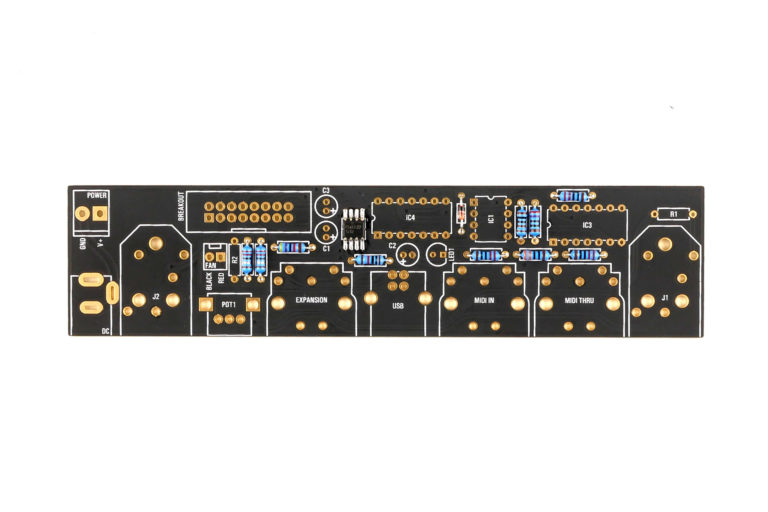 POWER
GND
V+
BREAKOUT
C3
C1
IC4
IC1
IC3
R1
C2
FAN
BLACK
RED
R2
J2
POT1
EXPANSION
USB
MIDI IN
MIDI THRU
J1
DC